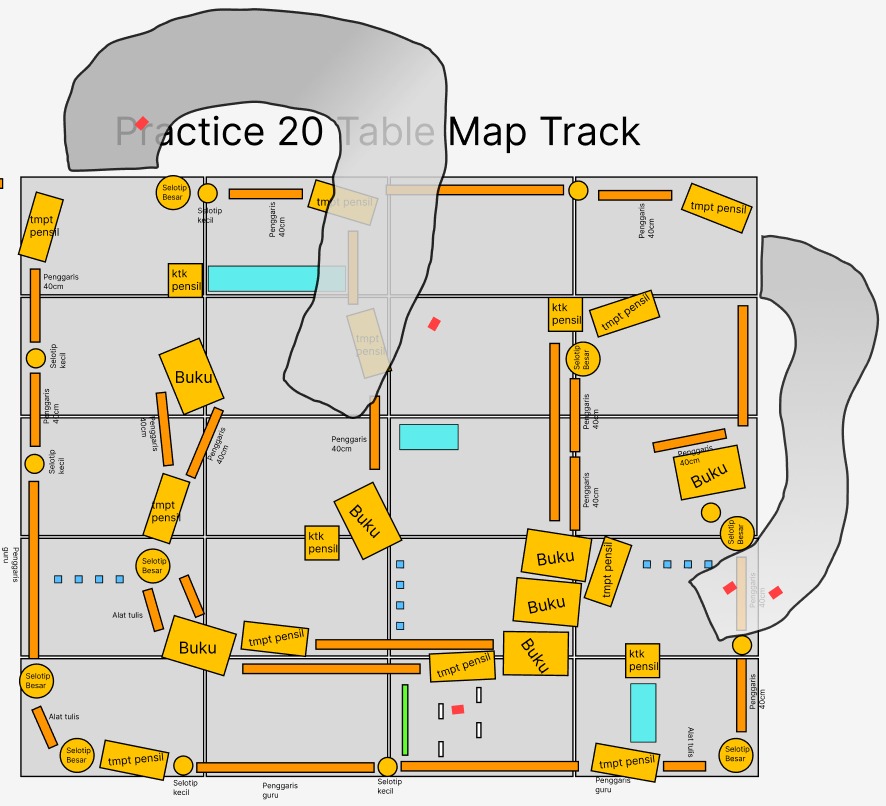 Practice 20 Table Map Track
tmpt
pensil
Selotip
Besar
Selotip
kecil
Penggaris
40cm
tmpt pensil
Penggaris
40cm
tmpt pensil
ktk
pensil
Penggaris
40cm
ktk
pensil
tmpt pensil
tmpt
pensil
Selotip
kecil
Selotip
Besar
Buku
Penggaris
40cm
Penggaris
40cm
Penggaris
40cm
Penggaris
40cm
Penggaris
40cm
Penggaris
40cm
Buku
Selotip
kecil
Penggaris
40cm
tmpt
pensil
Buku
ktk
pensil
Selotip
Besar
Penggaris
guru
Selotip
Besar
Buku
tmpt pensil
Penggaris
40cm
Alat tulis
Buku
Buku
tmpt pensil
Buku
ktk
pensil
tmpt pensil
Selotip
Besar
Penggaris
40cm
Alat tulis
Selotip
Besar
tmpt pensil
Selotip
kecil
Penggaris
guru
Selotip
kecil
tmpt pensil
Penggaris
guru
Alat tulis
Selotip
Besar